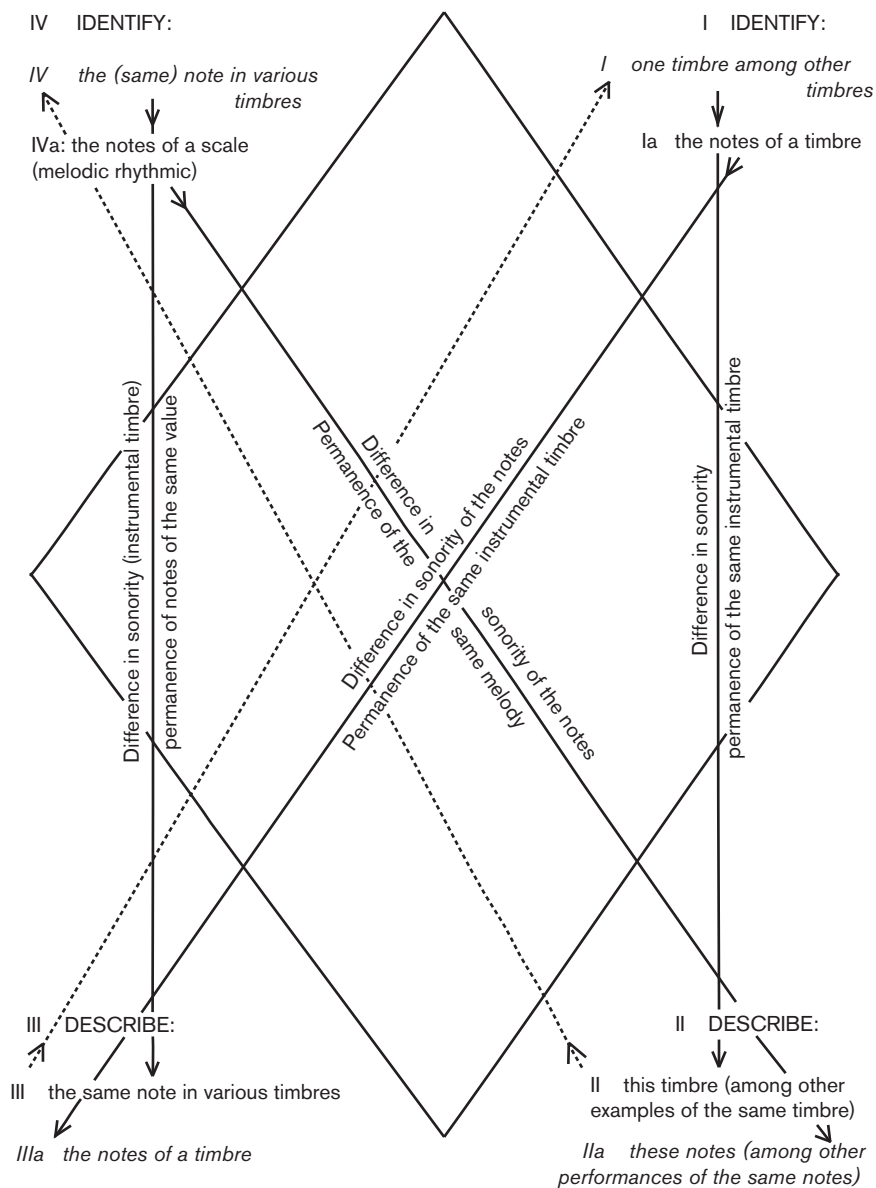 IV IDENTIFY:
IV the (same) note in various
timbres
IVa: the notes of a scale
(melodic rhythmic)
I IDENTIFY:
I one timbre among other
timbres
Ia the notes of a timbre
Difference in sonority (instrumental timbre)
permanence of notes of the same value
Difference in
Permanence of the
sonority of the notes
same melody
Difference in sonority of the notes
Permanence of the same instrumental timbre
Difference in sonority
permanence of the same instrumental timbre
III DESCRIBE:
III the same note in various timbres
IIIa the notes of a timbre
II DESCRIBE:
II this timbre (among other
examples of the same timbre)
IIa these notes (among other
performances of the same notes)